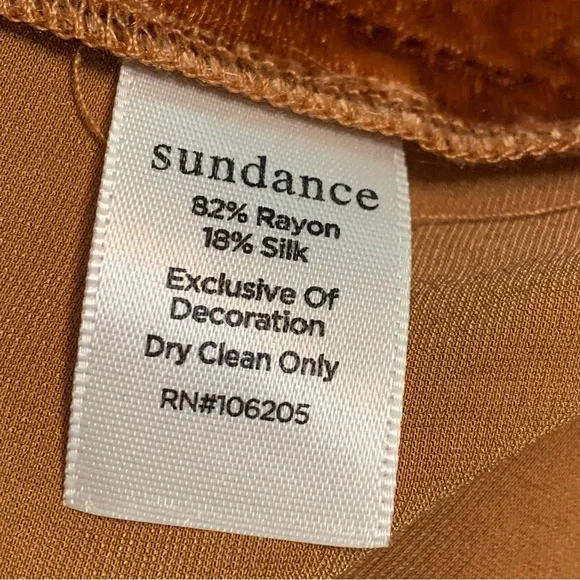 sundance
82% Rayon
18% Silk
Exclusive Of
Decoration
Dry Clean Only
RN#106205